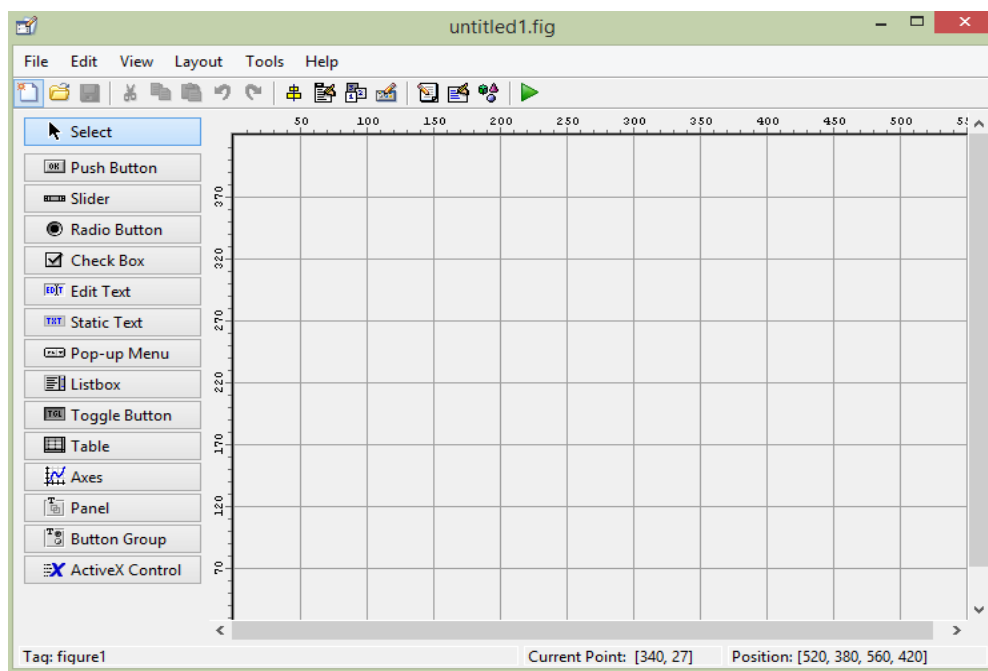 untitled1.fig
File Edit View Layout Tools Help
Select
50 100 150 200 250 300 350 400 450 500
Push Button
Slider
Radio Button
Check Box
Edit Text
Static Text
Pop-up Menu
Listbox
Toggle Button
Table
Axes
Panel
Button Group
ActiveX Control
370
320
270
220
170
120
70
Tag: figure1 Current Point: [340, 27] Position: [520, 380, 560, 420]